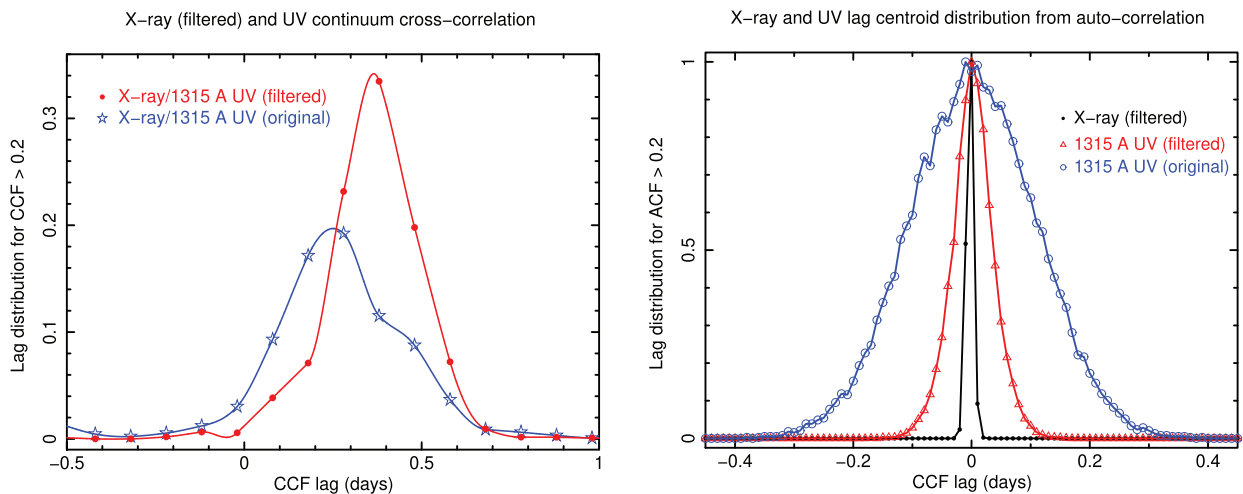 X−ray (filtered) and UV continuum cross−correlation
X−ray/1315 A UV (filtered)
X−ray/1315 A UV (original)
Lag distribution for CCF > 0.2
0.3
0.2
0.1
0
−0.5
0
0.5
1
CCF lag (days)
X−ray and UV lag centroid distribution from auto−correlation
X−ray (filtered)
1315 A UV (filtered)
1315 A UV (original)
Lag distribution for ACF > 0.2
1
0.5
0
−0.4
−0.2
0
0.2
0.4
CCF lag (days)